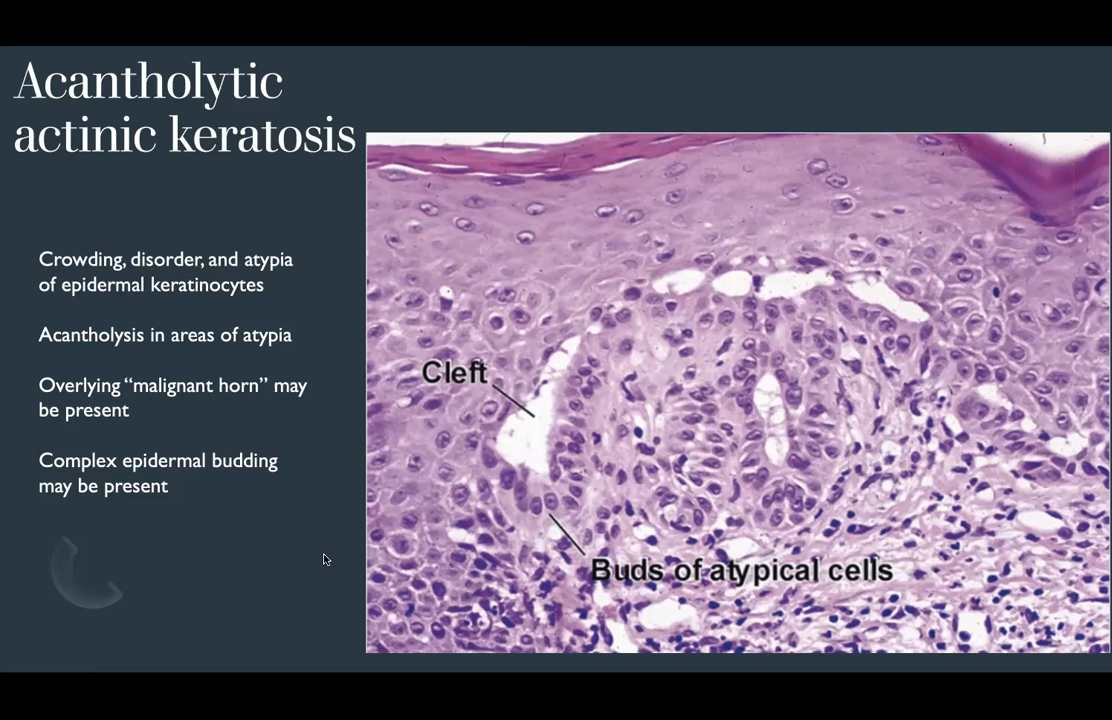 Acantholytic
actinic keratosis
Crowding, disorder, and atypia
of epidermal keratinocytes
Acantholysis in areas of atypia
Overlying “malignant horn” may
be present
Complex epidermal budding
may be present
Cleft
Buds of atypical cells